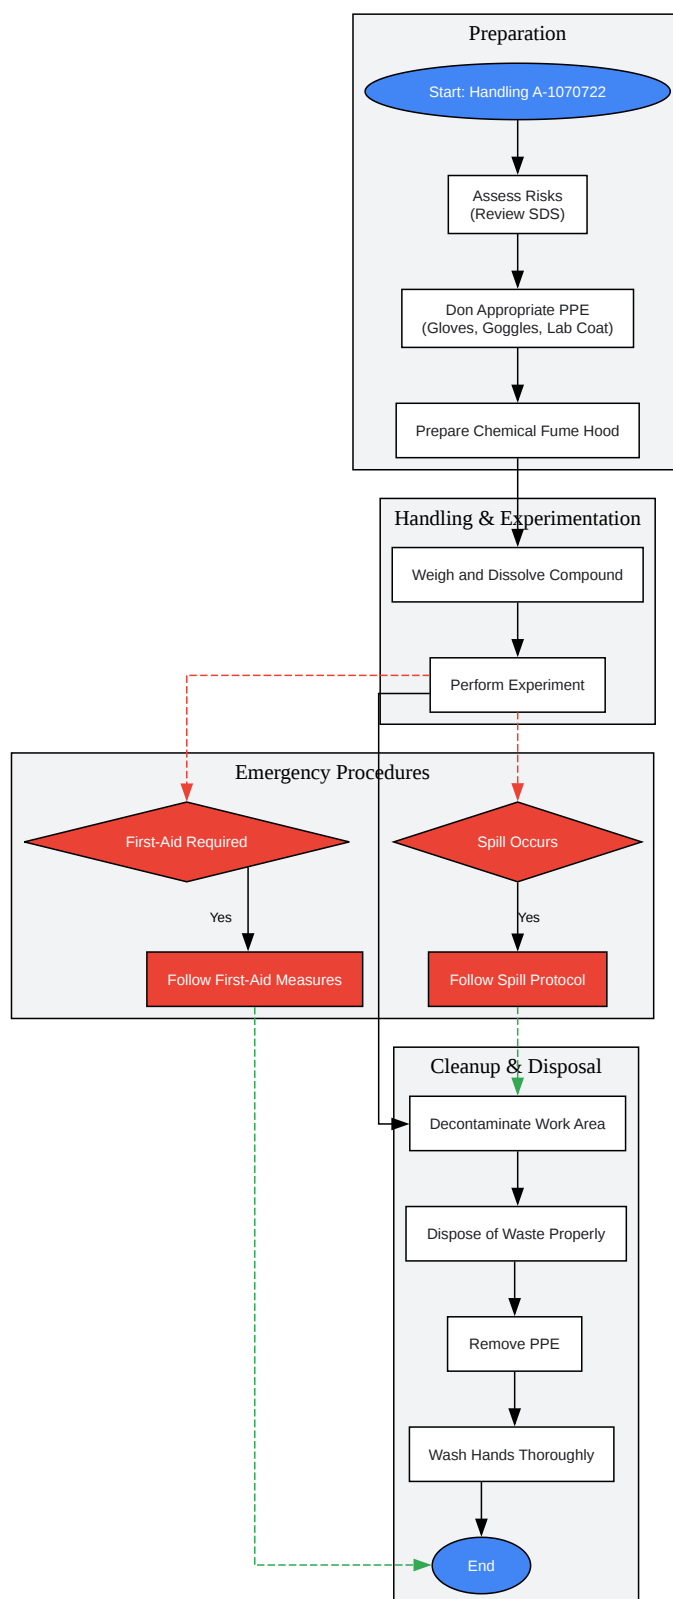 Preparation
Start: Handling A-1070722
Assess Risks
(Review SDS)
Don Appropriate PPE
(Gloves, Goggles, Lab Coat)
Prepare Chemical Fume Hood
Handling & Experimentation
Weigh and Dissolve Compound
Perform Experiment
Emergency Procedures
First-Aid Required
Spill Occurs
Yes
Yes
Follow First-Aid Measures
Follow Spill Protocol
Cleanup & Disposal
Decontaminate Work Area
Dispose of Waste Properly
Remove PPE
Wash Hands Thoroughly
End